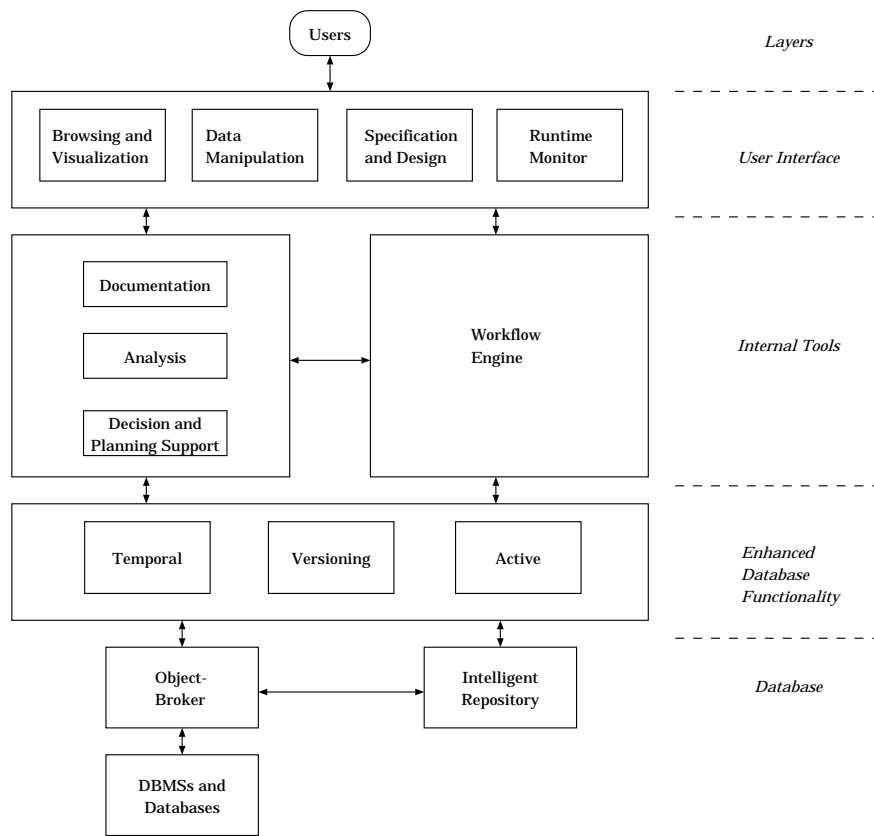 Users
Layers
Browsing and
Visualization
Data
Manipulation
Specification
and Design
Runtime
Monitor
User Interface
Documentation
Analysis
Decision and
Planning Support
Workflow
Engine
Internal Tools
Temporal
Versioning
Active
Enhanced
Database
Functionality
Object-
Broker
Intelligent
Repository
Database
DBMSs and
Databases